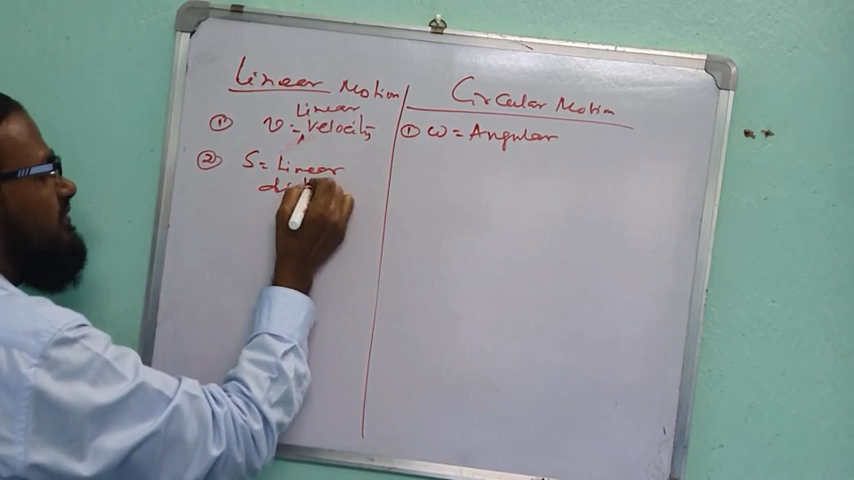 Linear Motion
Linear
① v = velocity
② S = Linear
Circular Motion
① ω = Angular